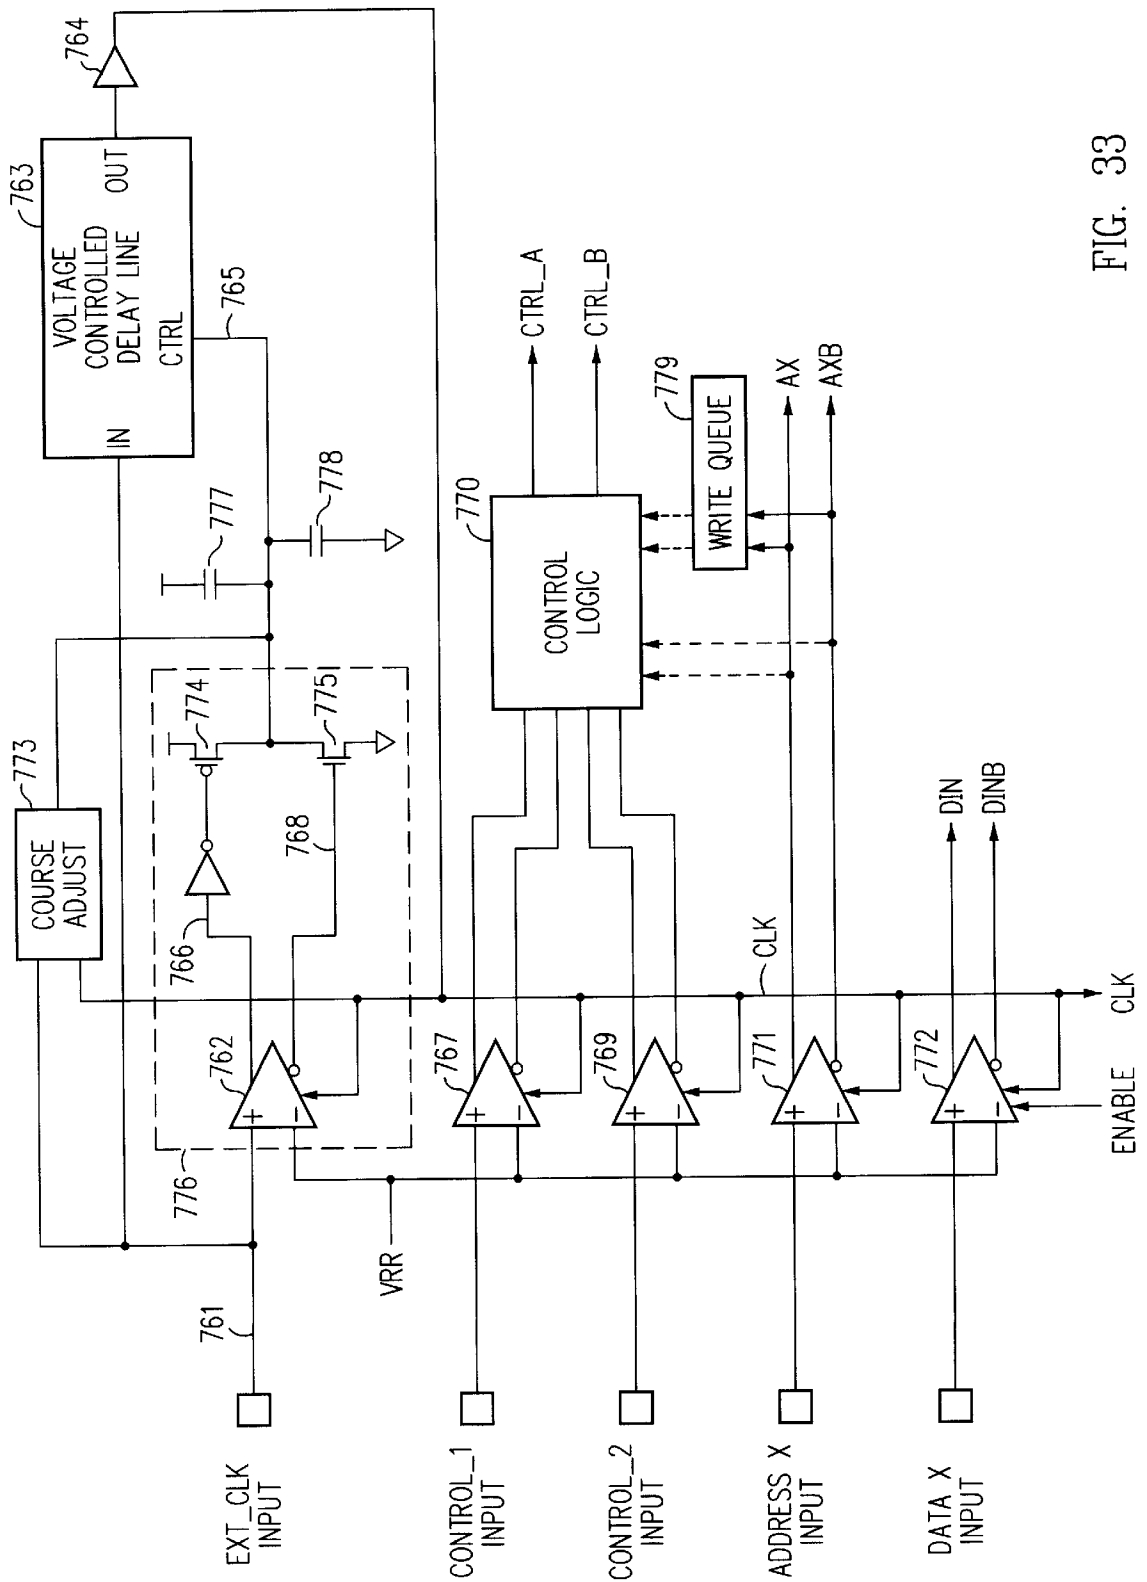 EXT_CLK
INPUT
761
776
766
762
COURSE
ADJUST
773
774
768
775
777
778
IN
VOLTAGE
CONTROLLED
DELAY LINE
CTRL
OUT
763
764
765
VRR
CONTROL_1
INPUT
767
+
−
CONTROL_2
INPUT
769
+
−
CONTROL
LOGIC
770
CTRL_A
CTRL_B
WRITE QUEUE
779
ADDRESS X
INPUT
771
+
−
CLK
AX
AXB
DATA X
INPUT
772
+
−
DIN
DINB
ENABLE
CLK
+
−
FIG. 33